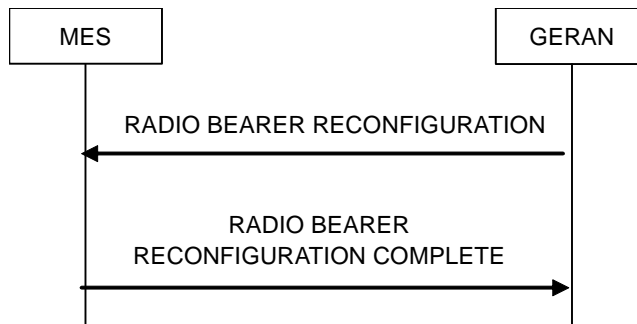 MES
GERAN
RADIO BEARER RECONFIGURATION
RADIO BEARER
RECONFIGURATION COMPLETE